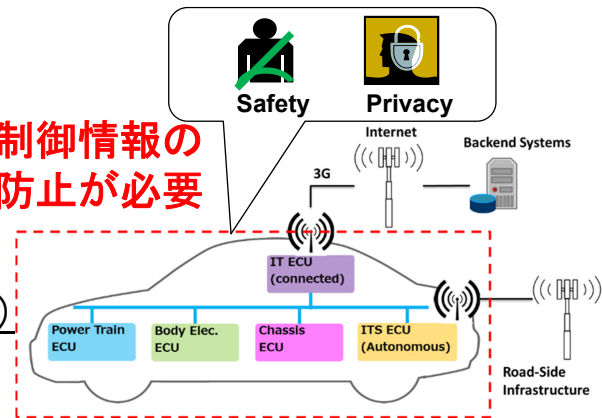 Safety
Privacy
制御情報の
防止が必要
Internet
Backend Systems
3G
IT ECU
(connected)
Power Train
ECU
Body Elec.
ECU
Chassis
ECU
ITS ECU
(Autonomous)
Road-Side
Infrastructure